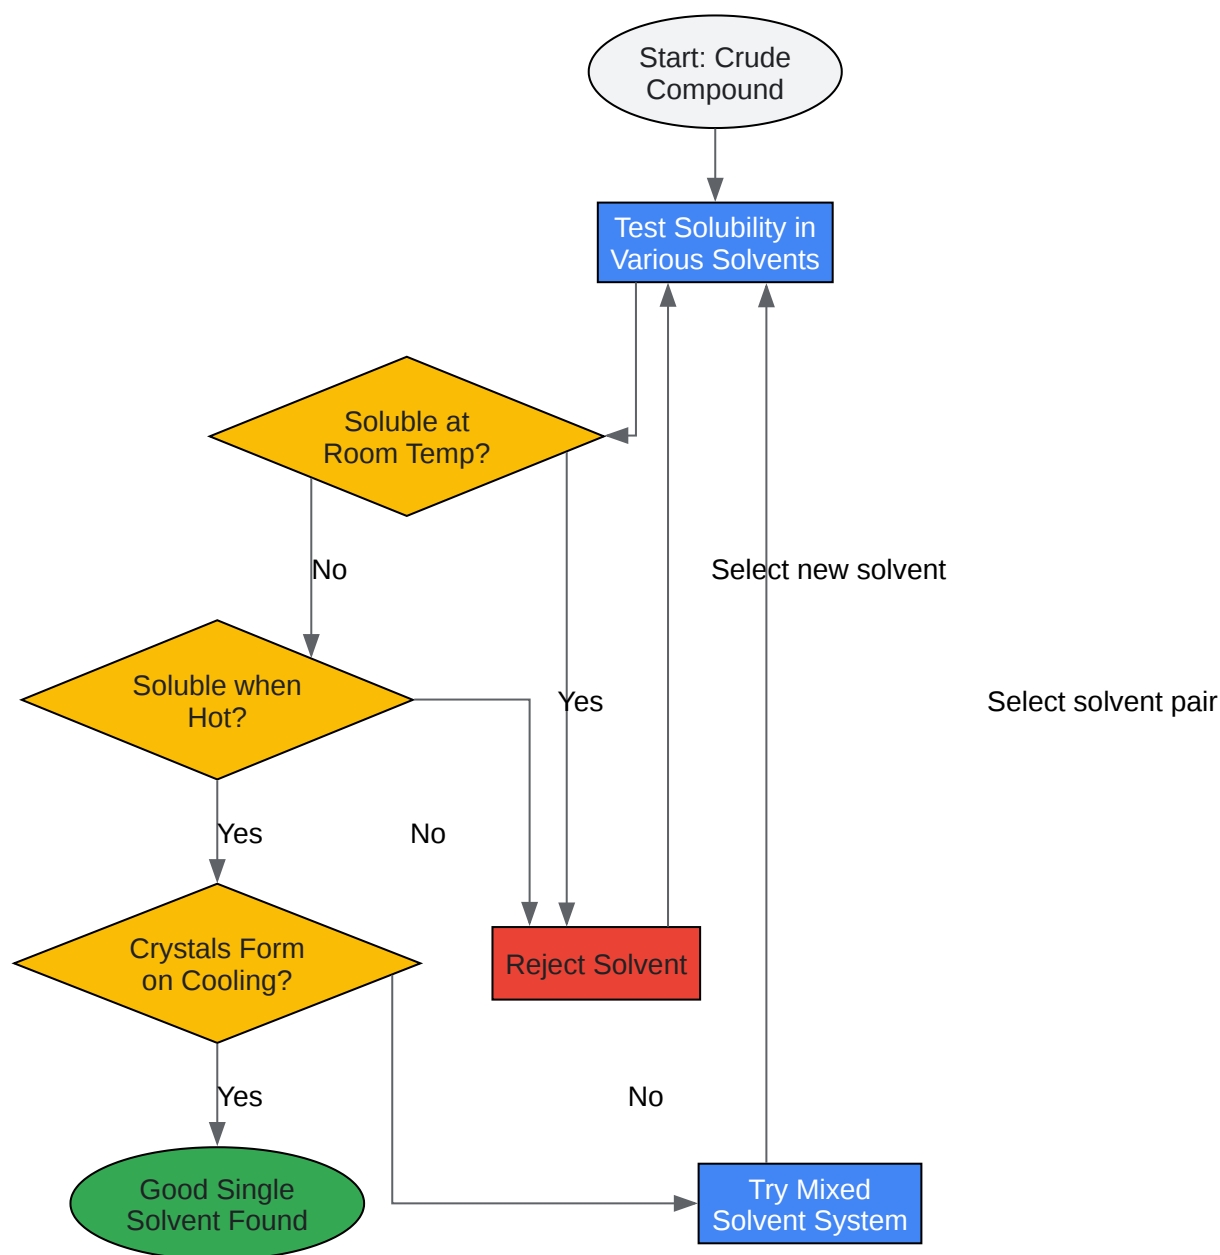 Start: Crude
Compound
Test Solubility in
Various Solvents
Soluble at
Room Temp?
No
Select new solvent
Soluble when
Hot?
Yes
Select solvent pair
Yes
No
Crystals Form
on Cooling?
Reject Solvent
Yes
No
Good Single
Solvent Found
Try Mixed
Solvent System